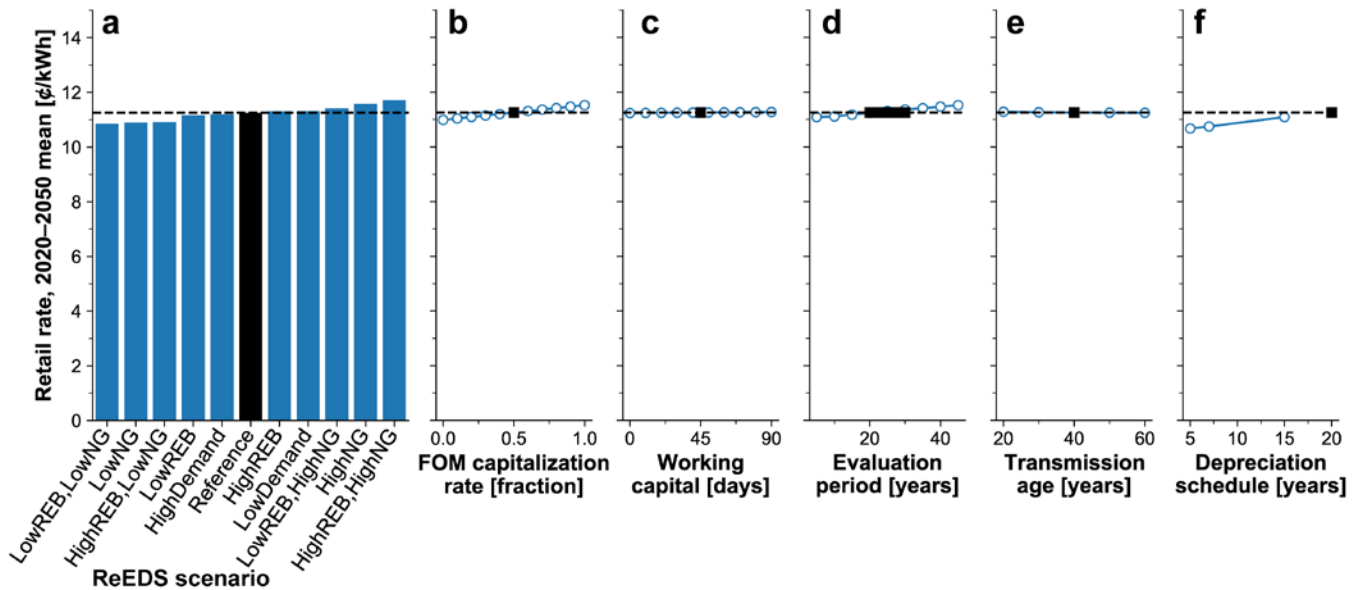 a
b
c
d
e
f
Retail rate, 2020–2050 mean [¢/kWh]
14
12
10
8
6
4
2
0
LowREB,LowNG
LowNG
HighREB,LowNG
LowREB
HighDemand
Reference
HighREB
LowDemand
LowREB,HighNG
HighNG
HighREB,HighNG
ReEDS scenario
0.0 0.5 1.0
FOM capitalization
rate [fraction]
0 45 90
Working
capital [days]
20 40
Evaluation
period [years]
20 40 60
Transmission
age [years]
5 10 15 20
Depreciation
schedule [years]